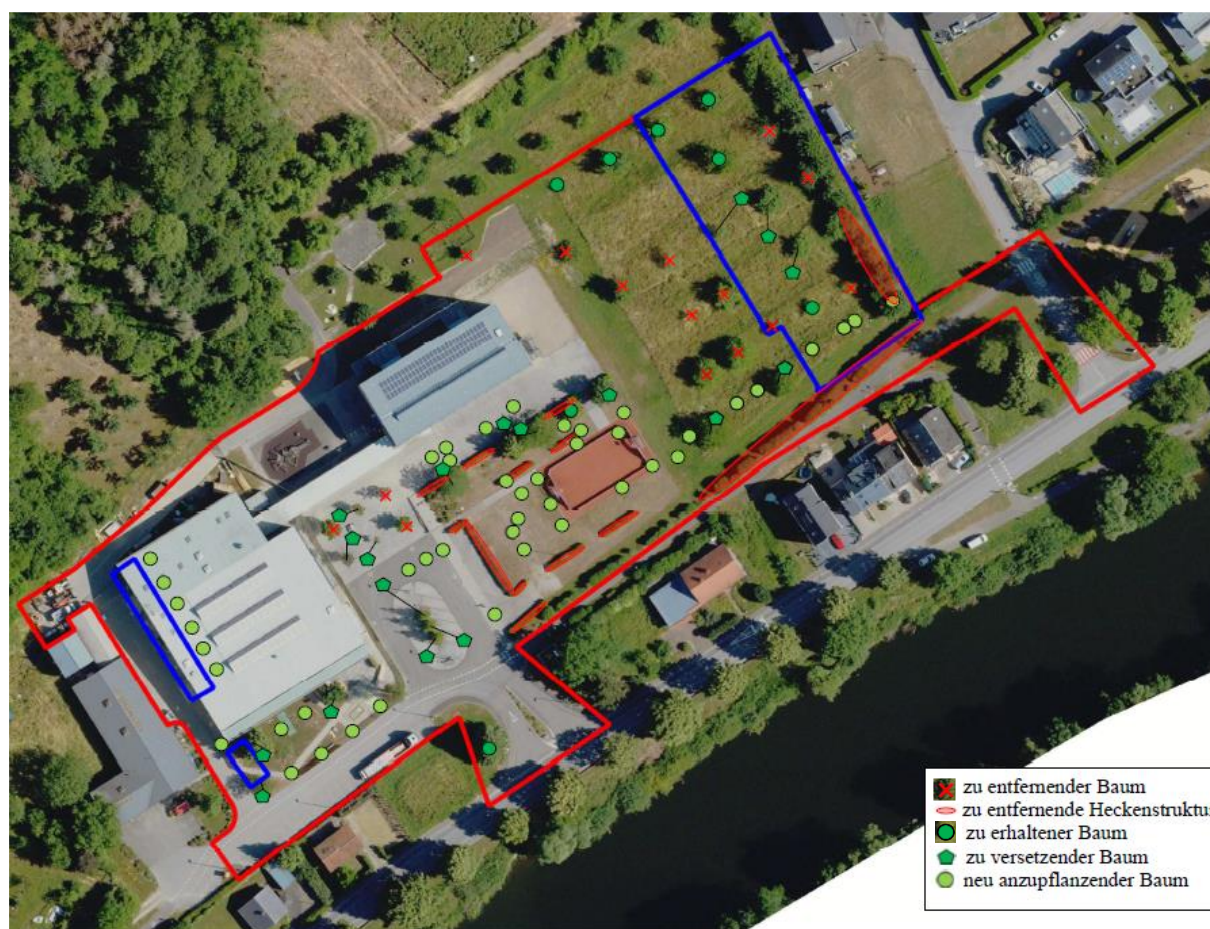 zu entfernender Baum
zu entfernende Heckenstruktu
zu erhaltener Baum
zu versetzender Baum
neu anzupflanzender Baum